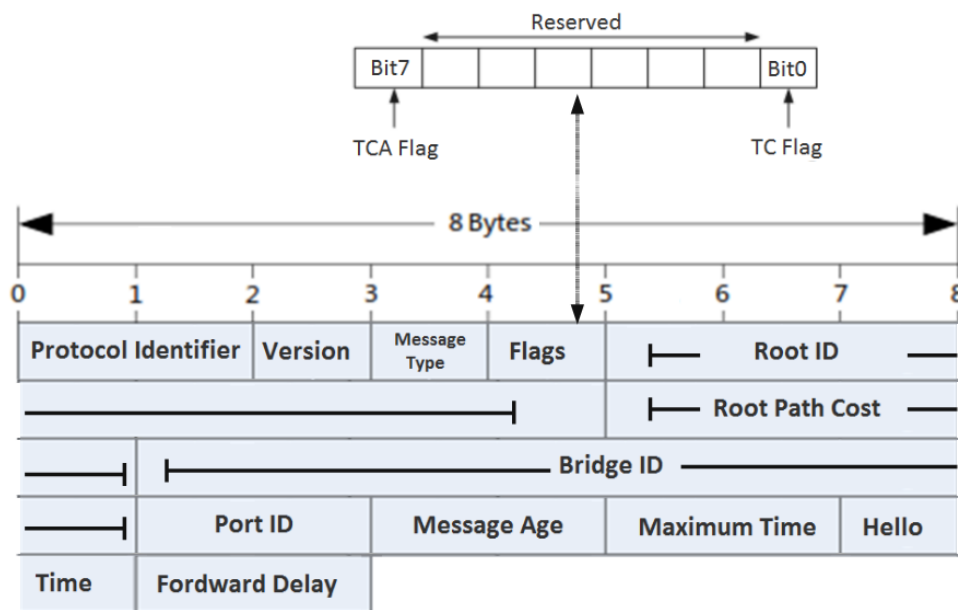 Reserved
Bit7 Bit0
TCA Flag TC Flag
8 Bytes
0 1 2 3 4 5 6 7 8
Protocol Identifier Version Message Type Flags Root ID
Root Path Cost
Bridge ID
Port ID Message Age Maximum Time Hello
Time Fordward Delay